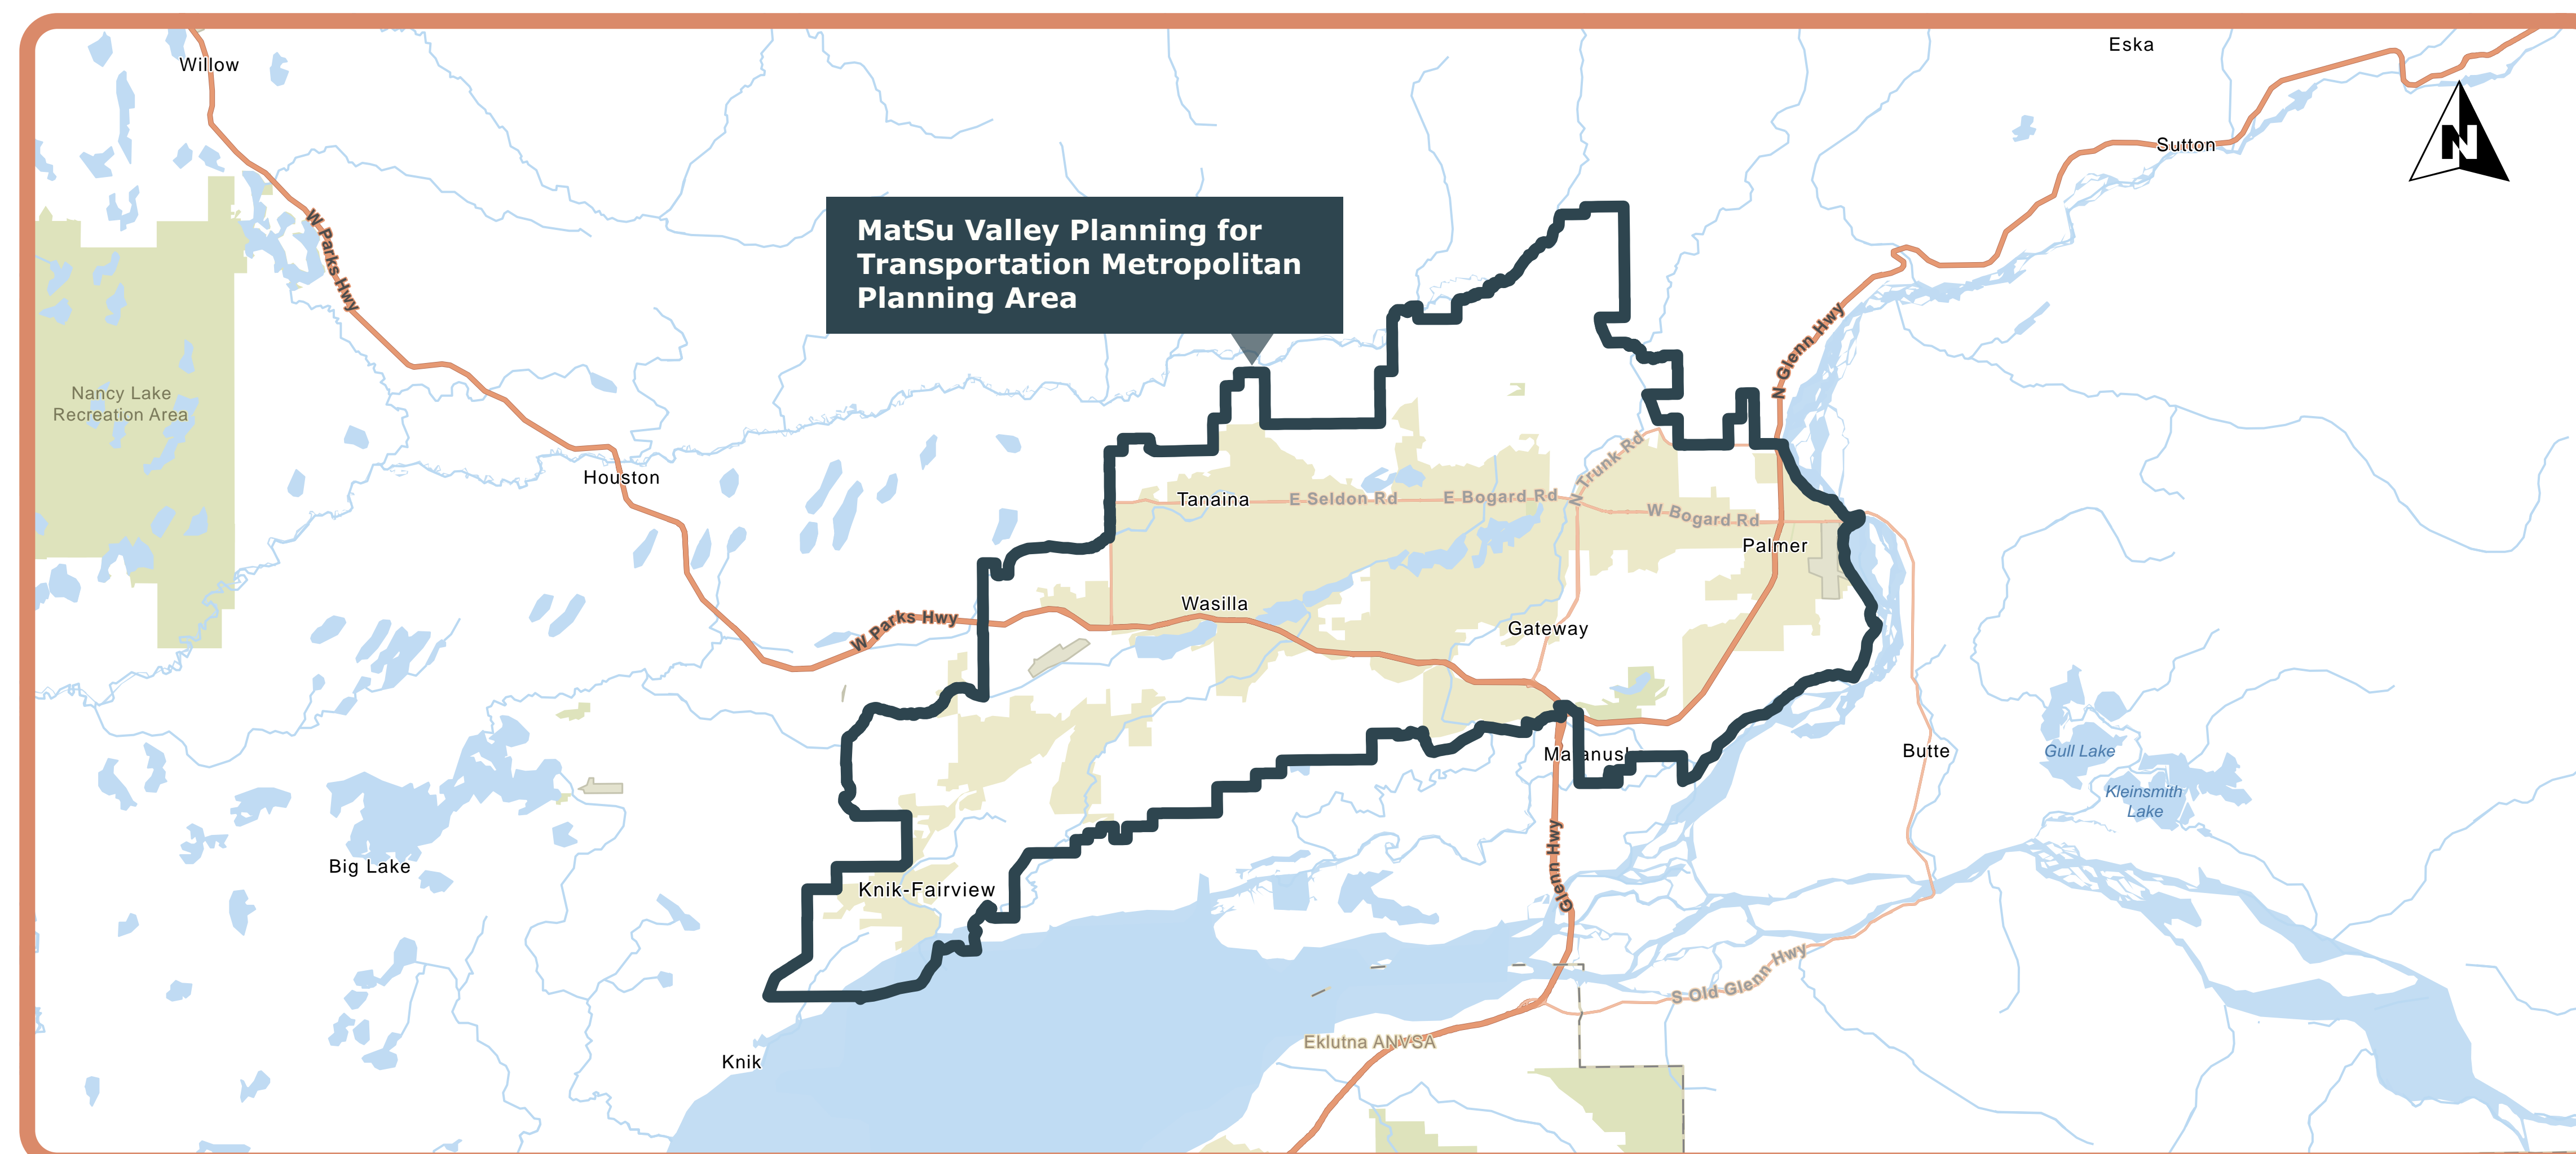 Willow
Eska
Sutton
N
W Parks Hwy
MatSu Valley Planning for
Transportation Metropolitan
Planning Area
N Glenn Hwy
Nancy Lake
Recreation Area
Houston
Tanaina
E Seldon Rd
E Bogard Rd
N Trunk Rd
W Bogard Rd
Palmer
Wasilla
W Parks Hwy
Gateway
Butte
Gull Lake
Kleinsmith
Lake
Glenn Hwy
Big Lake
Knik-Fairview
S Old Glenn Hwy
Eklutna ANVSA
Knik